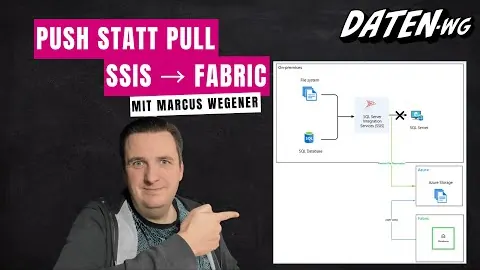 PUSH STATT PULL
SSIS → FABRIC
MIT MARCUS WEGENER
DATEN-WG
On-premises
File system
SQL Server
Integration
Services (SSIS)
SQL Server
SQL Database
Azure
Azure Storage